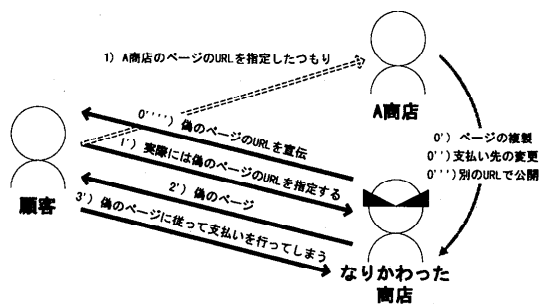 1) A商店のページのURLを指定したつもり
A商店
0'''') 偽のページのURLを宣伝
1') 実際には偽のページのURLを指定する
2') 偽のページ
3') 偽のページに従って支払いを行ってしまう
顧客
0') ページの複製
0'') 支払い先の変更
0''') 別のURLで公開
なりかわった
商店